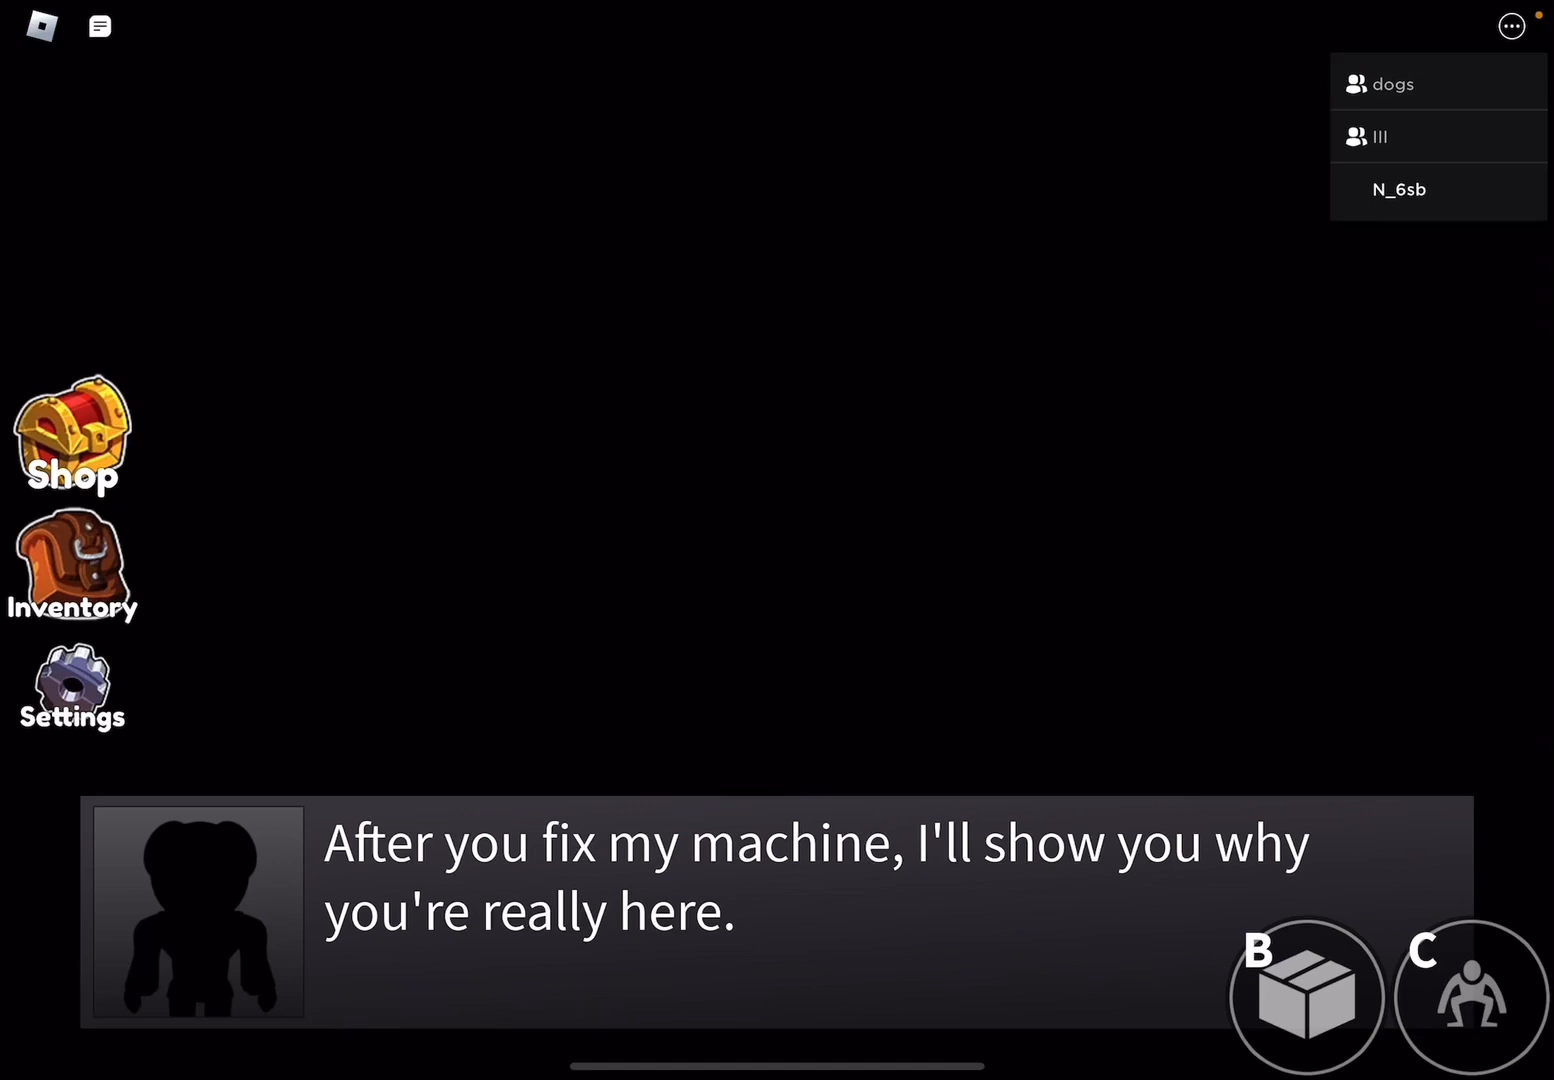 dogs
lll
N_6sb
Shop
Inventory
Settings
After you fix my machine, I'll show you why
you're really here.
B
C